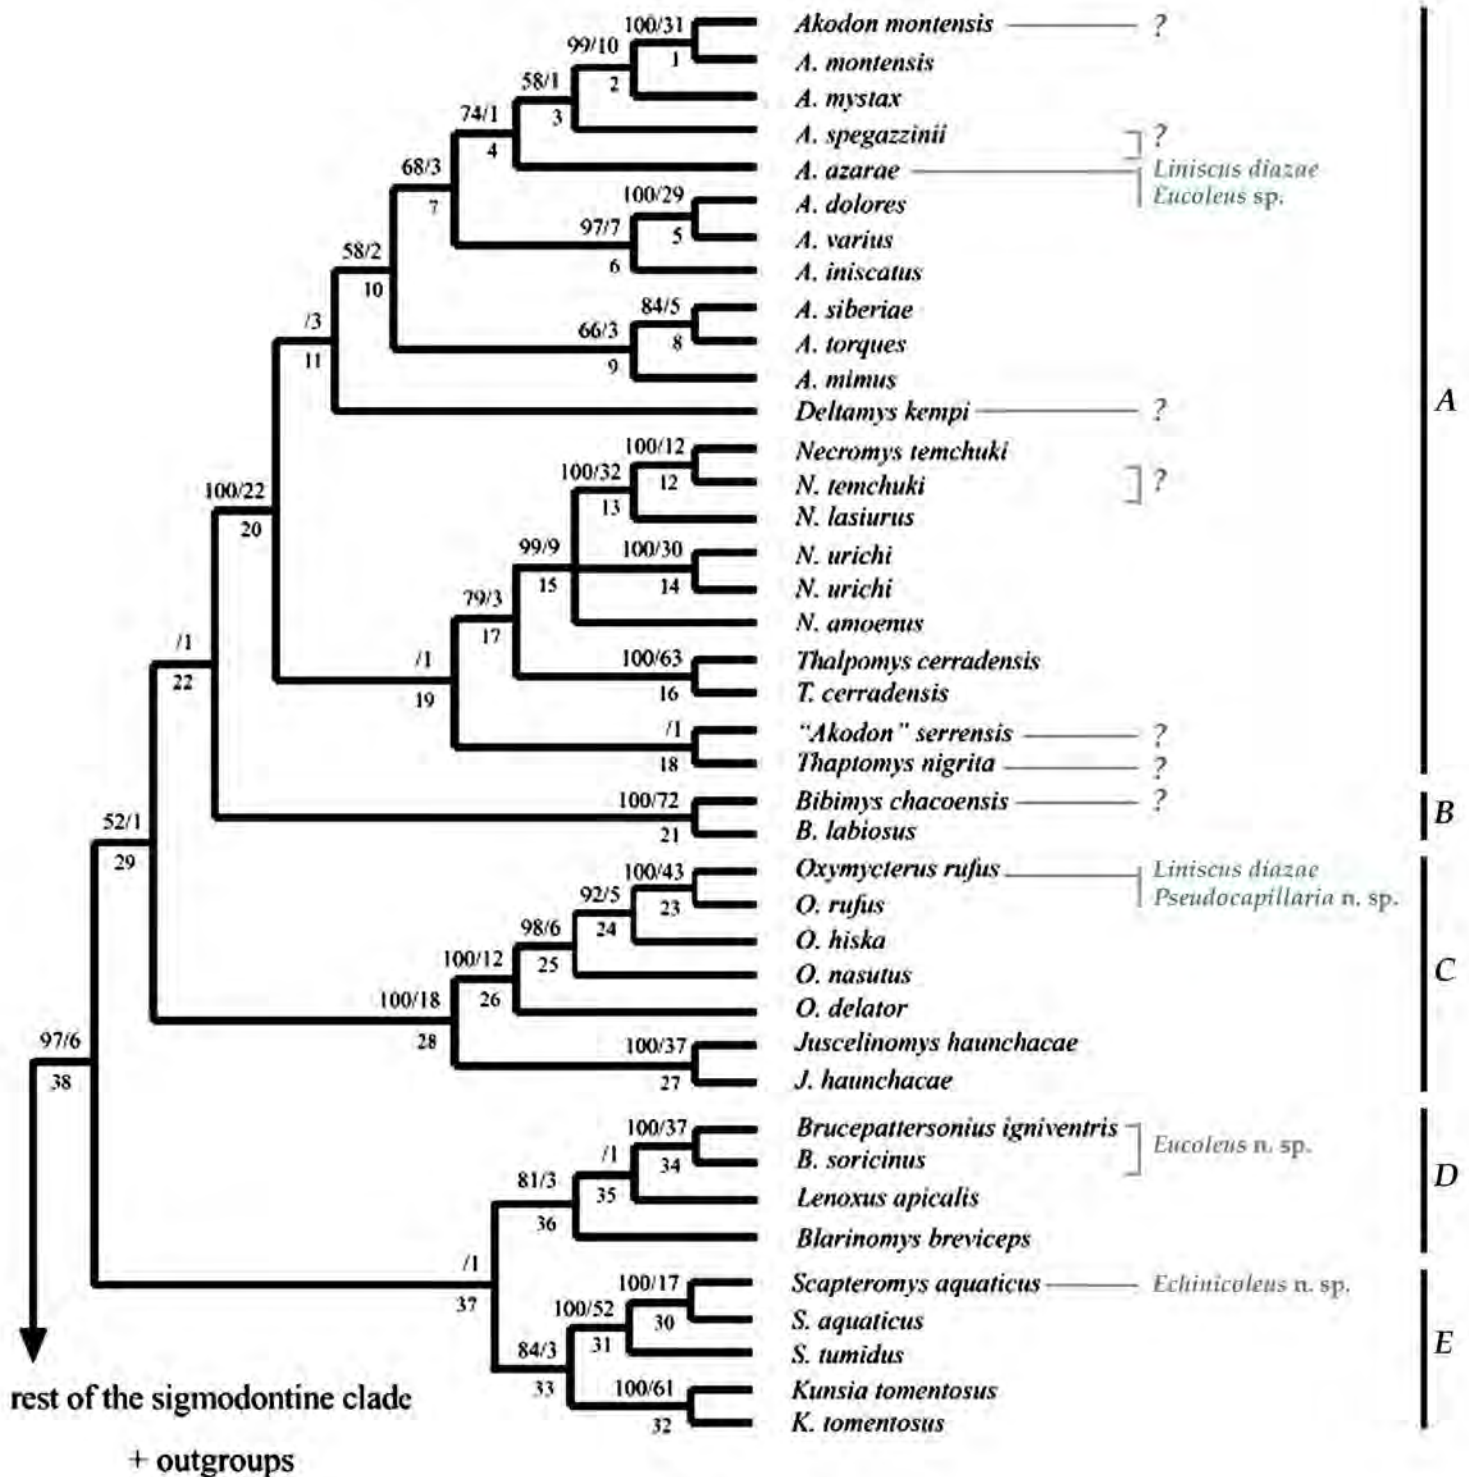 100/31 Akodon montensis ?
99/10 1 A. montensis
58/1 2 A. mystax
74/1 3 A. spegazzinii ?
68/3 4 A. azarae Liniscus diazae
Eucoleus sp.
7 100/29 A. dolores
97/7 5 A. varius
58/2 6 A. iniscatus
10 84/5 A. siberiae
/3 66/3 8 A. torques
11 9 A. mimus
Deltamys kempi ?
A
100/12 Necromys temchuki
100/32 12 N. temchuki ?
100/22 13 N. lasiurus
20 99/9 100/30 N. urichi
15 14 N. urichi
79/3 N. amoenus
17
/1 /1 100/63 Thalpomys cerradensis
22 19 16 T. cerradensis
/1 "Akodon" serrensis ?
18 Thaptomys nigrita ?
100/72 Bibimys chacoensis ?
52/1 21 B. labiosus
B
29 100/43 Oxymycterus rufus Liniscus diazae
92/5 23 O. rufus Pseudocapillaria n. sp.
98/6 24 O. hiska
100/12 25 O. nasutus
100/18 26 O. delator
C
97/6 28 100/37 Juscelinomys haunchacae
38 27 J. haunchacae
100/37 Brucepattersonius igniventris
Eucoleus n. sp.
/1 34 B. soricinus
81/3 35 Lenoxus apicalis
D
36 Blarinomys breviceps
/1 100/17 Scapteromys aquaticus Echinicoleus n. sp.
37 100/52 30 S. aquaticus
84/3 31 S. tumidus
E
33 100/61 Kunsia tomentosus
32 K. tomentosus
rest of the sigmodontine clade
+ outgroups